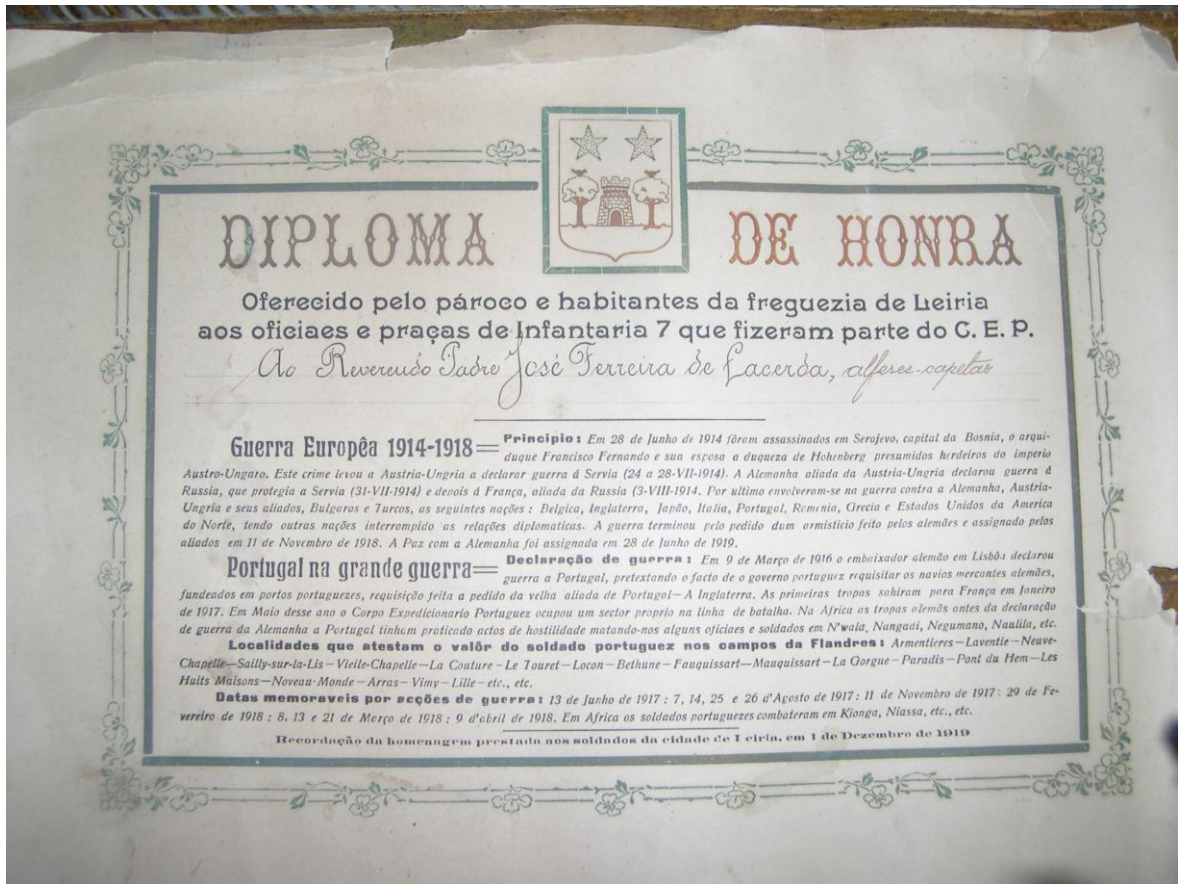 DIPLOMA DE HONRA
Oferecido pelo pároco e habitantes da freguezia de Leiria
aos oficiaes e praças de Infantaria 7 que fizeram parte do C. E. P.
Ao Reverendo Padre José Ferreira de Lacerda, alferes-capelão
Guerra Europêa 1914-1918= Principio: Em 28 de Junho de 1914 fôram assassinados em Serajevo, capital da Bosnia, o arqui-
duque Francisco Fernando e sua esposa a duqueza de Hohenberg presumidos herdeiros do imperio
Austro-Ungaro. Este crime levou a Austria-Ungria a declarar guerra á Servia (24 a 28-VII-1914). A Alemanha aliada da Austria-Ungria declarou guerra á
Russia, que protegia a Servia (31-VII-1914) e depois á França, aliada da Russia (3-VIII-1914. Por ultimo envolveram-se na guerra contra a Alemanha, Austria-
Ungria e seus aliados, Bulgaros e Turcos, as seguintes nações: Belgica, Inglaterra, Japão, Italia, Portugal, Romenia, Grecia e Estados Unidos da America
do Norte, tendo outras nações interrompido as relações diplomaticas. A guerra terminou pelo pedido dum armisticio feito pelos alemães e assignado pelos
aliados em 11 de Novembro de 1918. A Paz com a Alemanha foi assignada em 28 de Junho de 1919.
Portugal na grande guerra= Declaração de guerra: Em 9 de Março de 1916 o embaixador alemão em Lisbôa declarou
guerra a Portugal, pretextando o facto de o governo portuguez requisitar os navios mercantes alemães,
fundeados em portos portuguezes, requisição feita a pedido da velha aliada de Portugal—A Inglaterra. As primeiras tropas sahiram para França em Janeiro
de 1917. Em Maio desse ano o Corpo Expedicionario Portuguez ocupou um sector proprio na linha de batalha. Na Africa as tropas alemãs antes da declaração
de guerra da Alemanha a Portugal tinham praticado actos de hostilidade matando-nos alguns oficiaes e soldados em N'wala, Nangadi, Negumano, Naulila, etc.
Localidades que atestam o valôr do soldado portuguez nos campos da Flandres: Armentieres—Laventie—Neuve-
Chapelle—Sailly-sur-la-Lis—Vieile-Chapelle—La Couture-Le Touret—Locon—Bethune—Fauquissart—Mauquissart—La Gorgue—Paradis—Pont du Hem—Les
Huits Maisons—Noveau-Monde—Arras—Vimy—Lille—etc., etc.
Datas memoraveis por acções de guerra: 13 de Junho de 1917: 7, 14, 25 e 26 d'Agosto de 1917: 11 de Novembro de 1917: 29 de Fe-
vereiro de 1918: 8, 13 e 21 de Março de 1918: 9 d'abril de 1918. Em Africa os soldados portuguezes combateram em Kionga, Niassa, etc., etc.
Recordação da homenagem prestada aos soldados da cidade de Leiria, em 1 de Dezembro de 1919